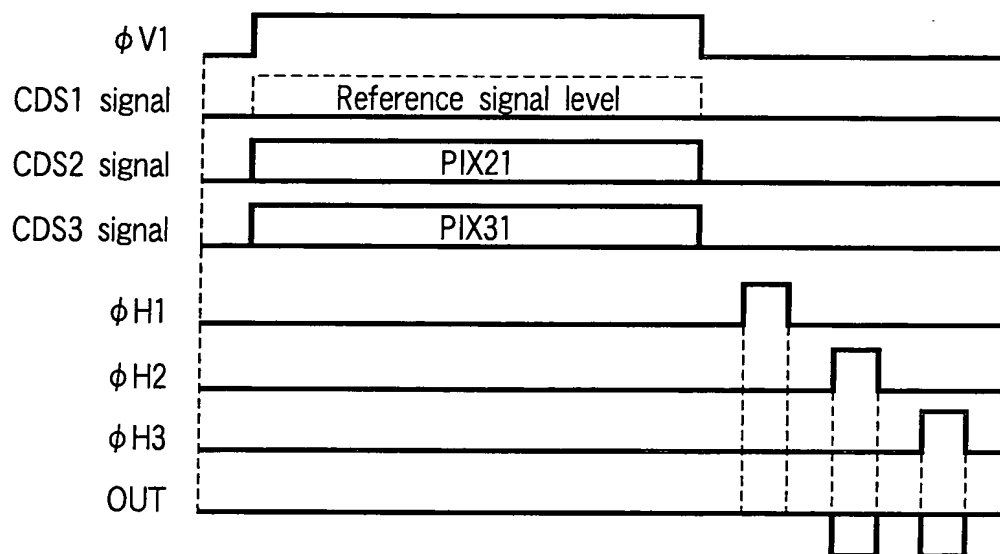 φV1
CDS1 signal Reference signal level
CDS2 signal PIX21
CDS3 signal PIX31
φH1
φH2
φH3
OUT